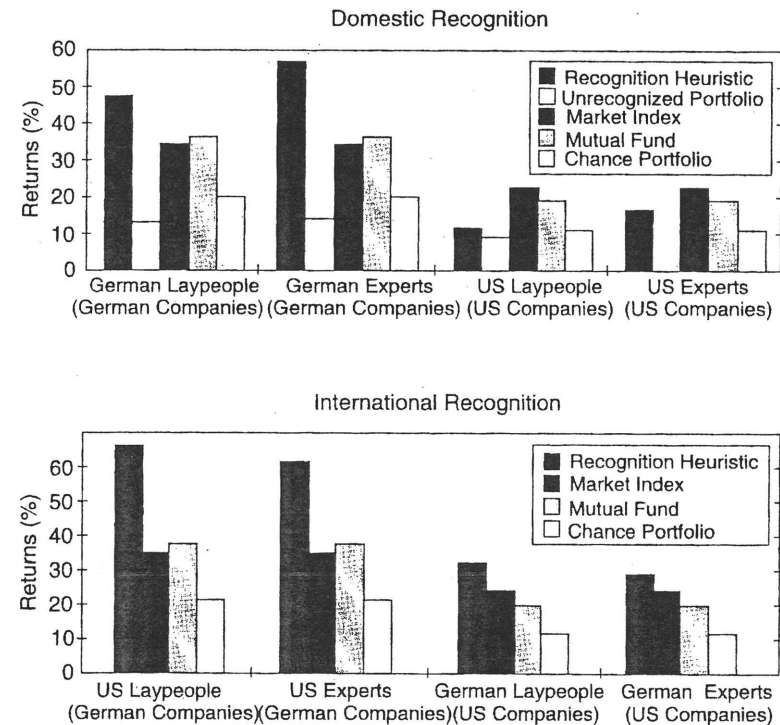 Domestic Recognition
60
50
40
30
20
10
0
Returns (%)
Recognition Heuristic
Unrecognized Portfolio
Market Index
Mutual Fund
Chance Portfolio
German Laypeople German Experts US Laypeople US Experts
(German Companies) (German Companies) (US Companies) (US Companies)
International Recognition
60
50
40
30
20
10
0
Returns (%)
Recognition Heuristic
Market Index
Mutual Fund
Chance Portfolio
US Laypeople US Experts German Laypeople German Experts
(German Companies) (German Companies) (US Companies) (US Companies)